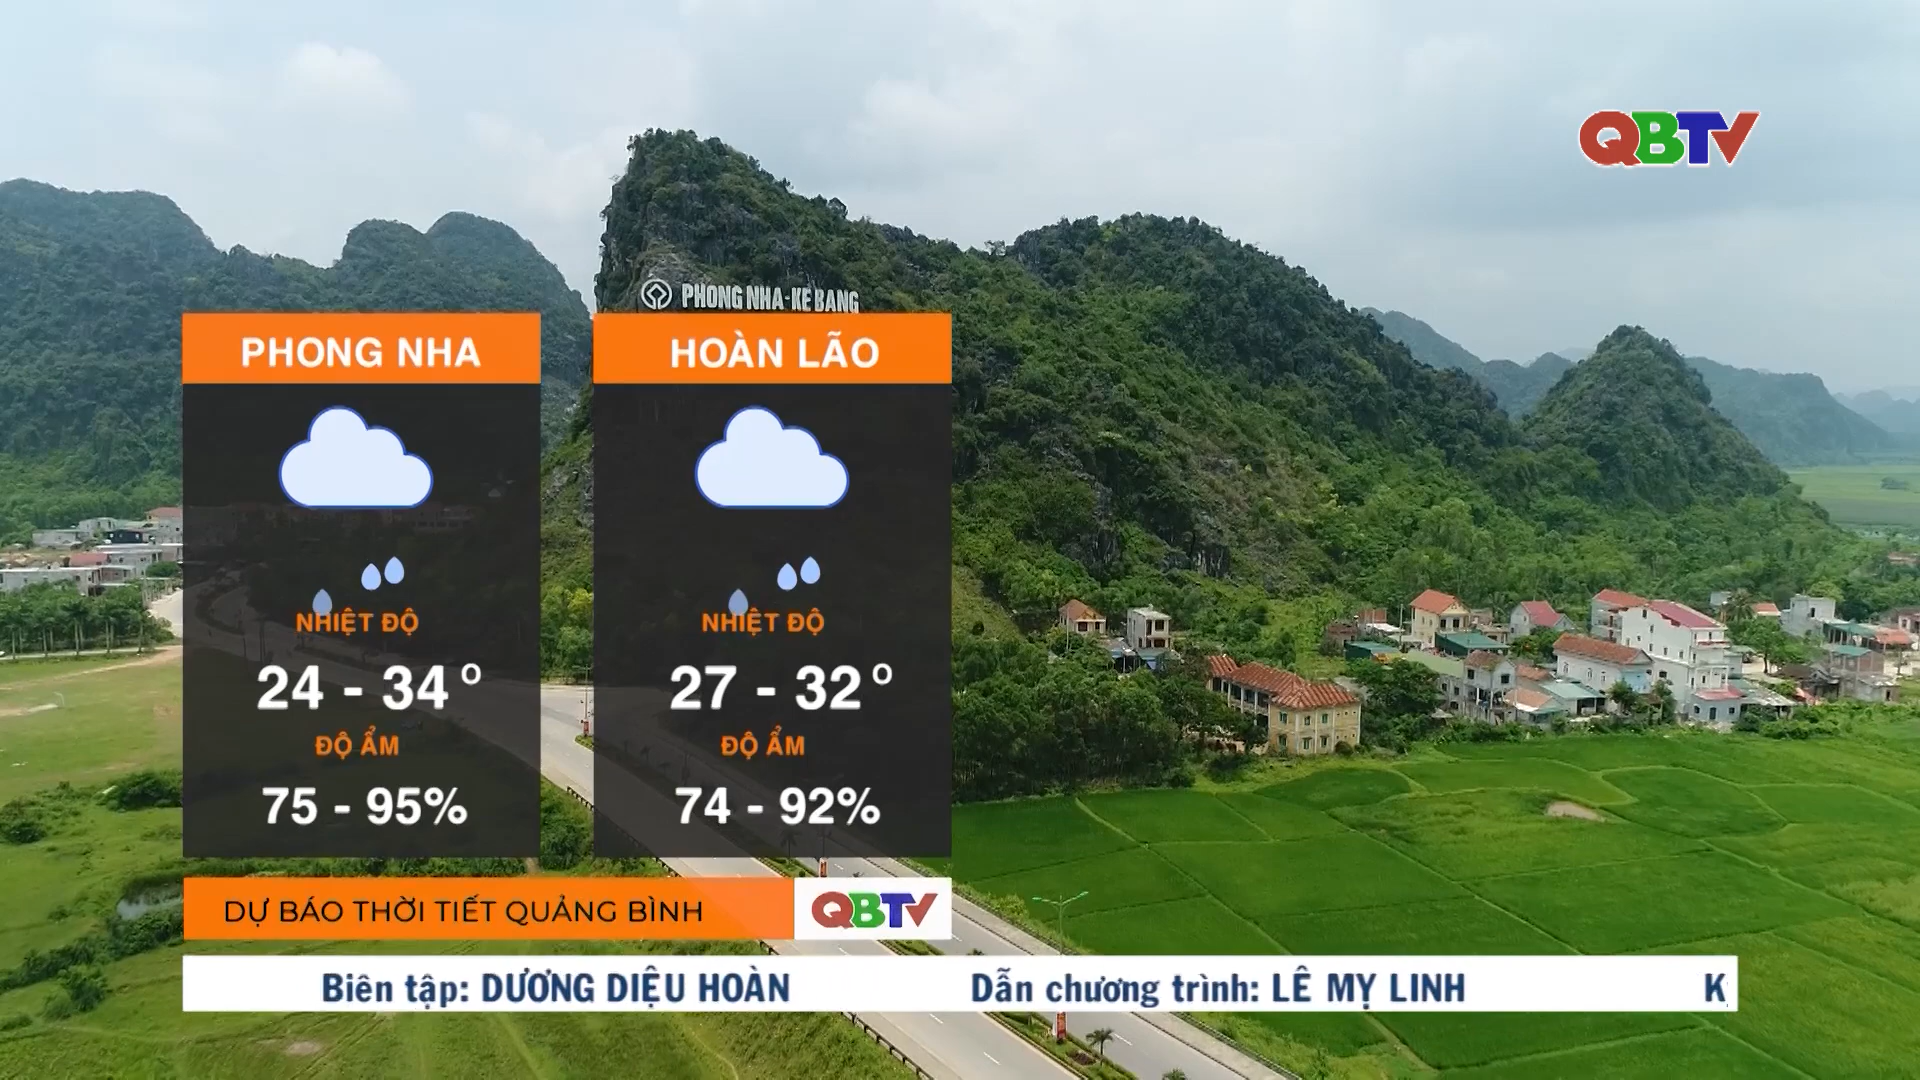 QBTV
PHONG NHA-KE BANG
PHONG NHA
NHIỆT ĐỘ
24 - 34°
ĐỘ ẨM
75 - 95%
HOÀN LÃO
NHIỆT ĐỘ
27 - 32°
ĐỘ ẨM
74 - 92%
DỰ BÁO THỜI TIẾT QUẢNG BÌNH
QBTV
Biên tập: DƯƠNG DIỆU HOÀN
Dẫn chương trình: LÊ MỴ LINH
K